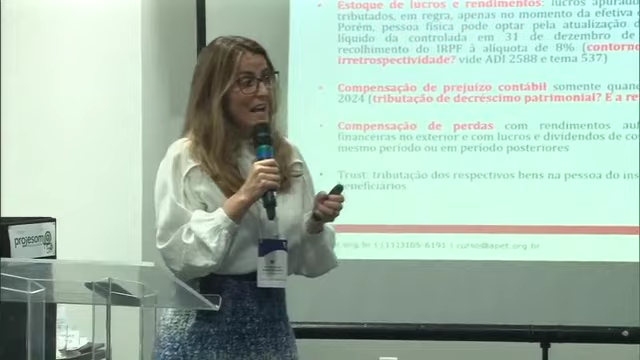 Estoque de lucros e rendimentos: lucros apurad
tributados, em regra, apenas no momento da efetiva
Porém, pessoa física pode optar pela atualização d
líquido da controlada em 31 de dezembro de
recolhimento do IRPF à alíquota de 8% (contorno
irretrospectividade? vide ADI 2588 e tema 537)
Compensação de prejuízo contábil somente quan
2024 (tributação de decréscimo patrimonial? E a re
Compensação de perdas com rendimentos au
financeiras no exterior e com lucros e dividendos de co
mesmo período ou em período posteriores
Trust: tributação dos respectivos bens na pessoa do ins
beneficiários
.org.br | (11)3105-6191 | curso@apet.org.br
projesom